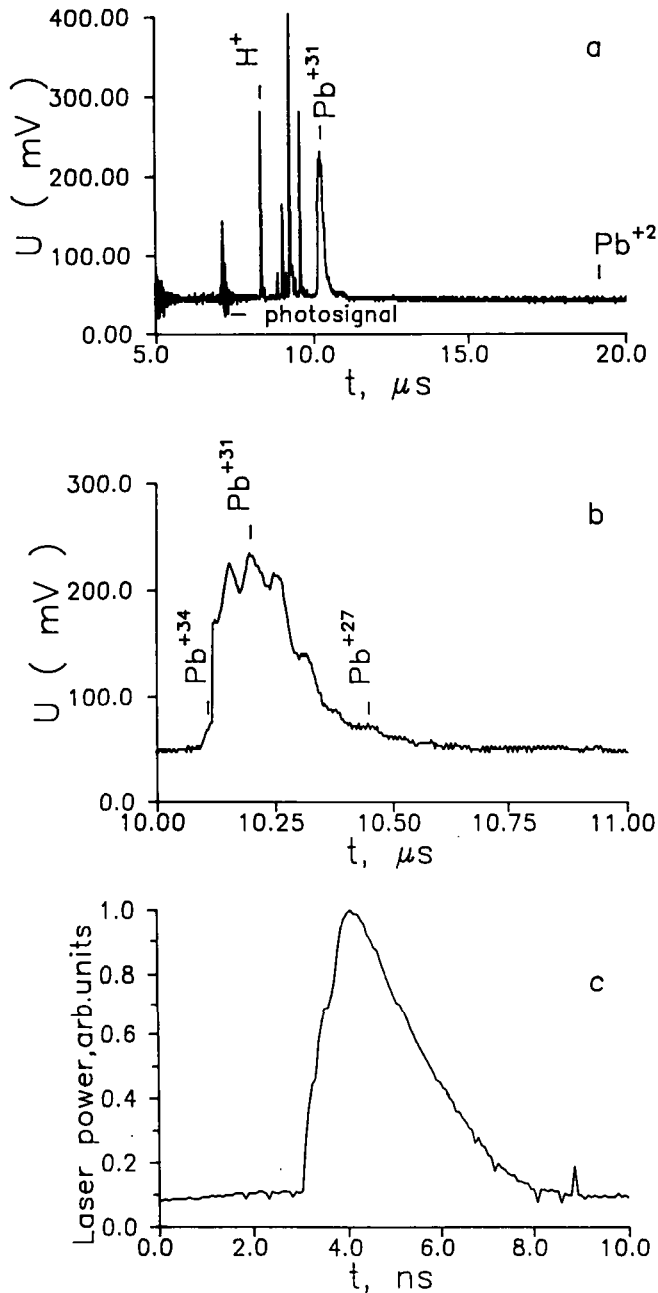 400.00
300.00
200.00
100.00
0.00
U ( mV )
H+
Pb+31
a
Pb+2
photosignal
5.0 10.0 15.0 20.0
t, μs
300.0
200.0
100.0
0.0
U ( mV )
Pb+34
Pb+31
Pb+27
b
10.00 10.25 10.50 10.75 11.00
t, μs
1.0
0.8
0.6
0.4
0.2
0.0
Laser power,arb.units
c
0.0 2.0 4.0 6.0 8.0 10.0
t, ns